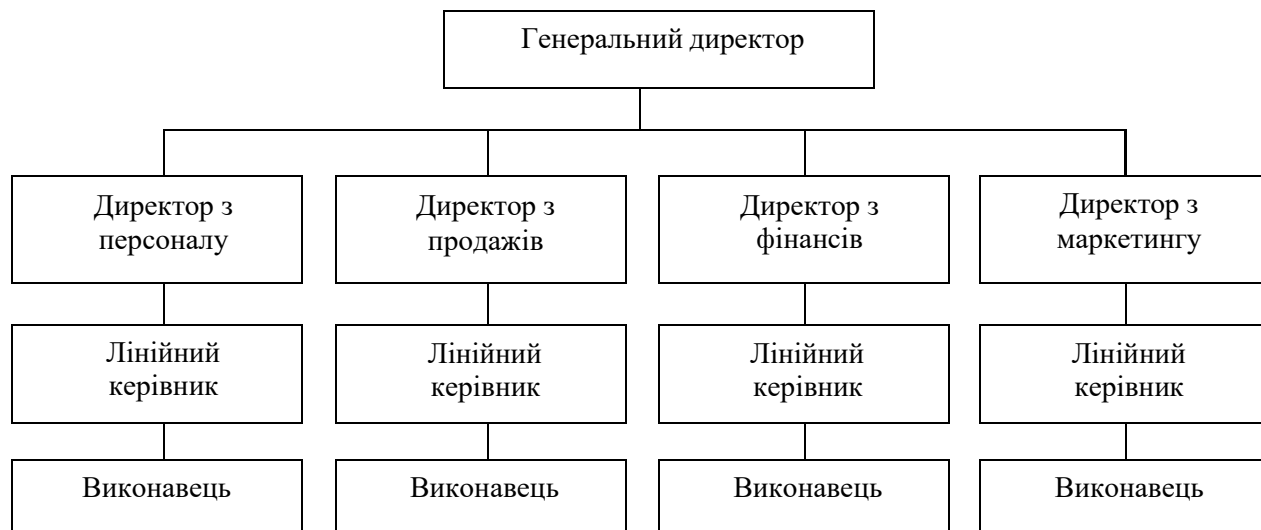 Генеральний директор
Директор з
персоналу
Директор з
продажів
Директор з
фінансів
Директор з
маркетингу
Лінійний
керівник
Лінійний
керівник
Лінійний
керівник
Лінійний
керівник
Виконавець
Виконавець
Виконавець
Виконавець